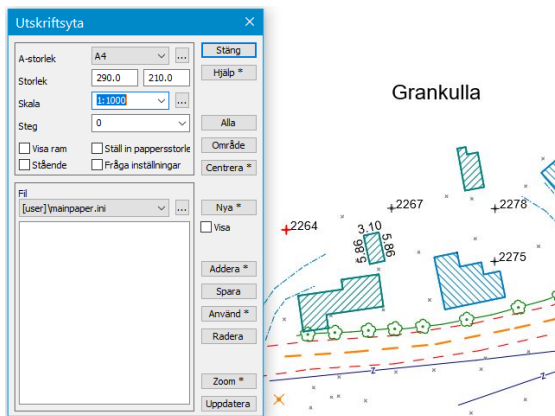 Utskriftsyta
A-storlek A4 ... Stäng
Storlek 290.0 210.0 Hjälp *
Skala 1:1000 ...
Steg 0 Alla
Visa ram Ställ in pappersstorle Område
Stående Fråga inställningar Centrera *
Fil
[user]\mainpaper.ini ... Nya *
Visa
Addera *
Spara
Använd *
Radera
Zoom *
Uppdatera
Grankulla
2267
2278
2264
3.10
5.86
5.86
2275
z
z